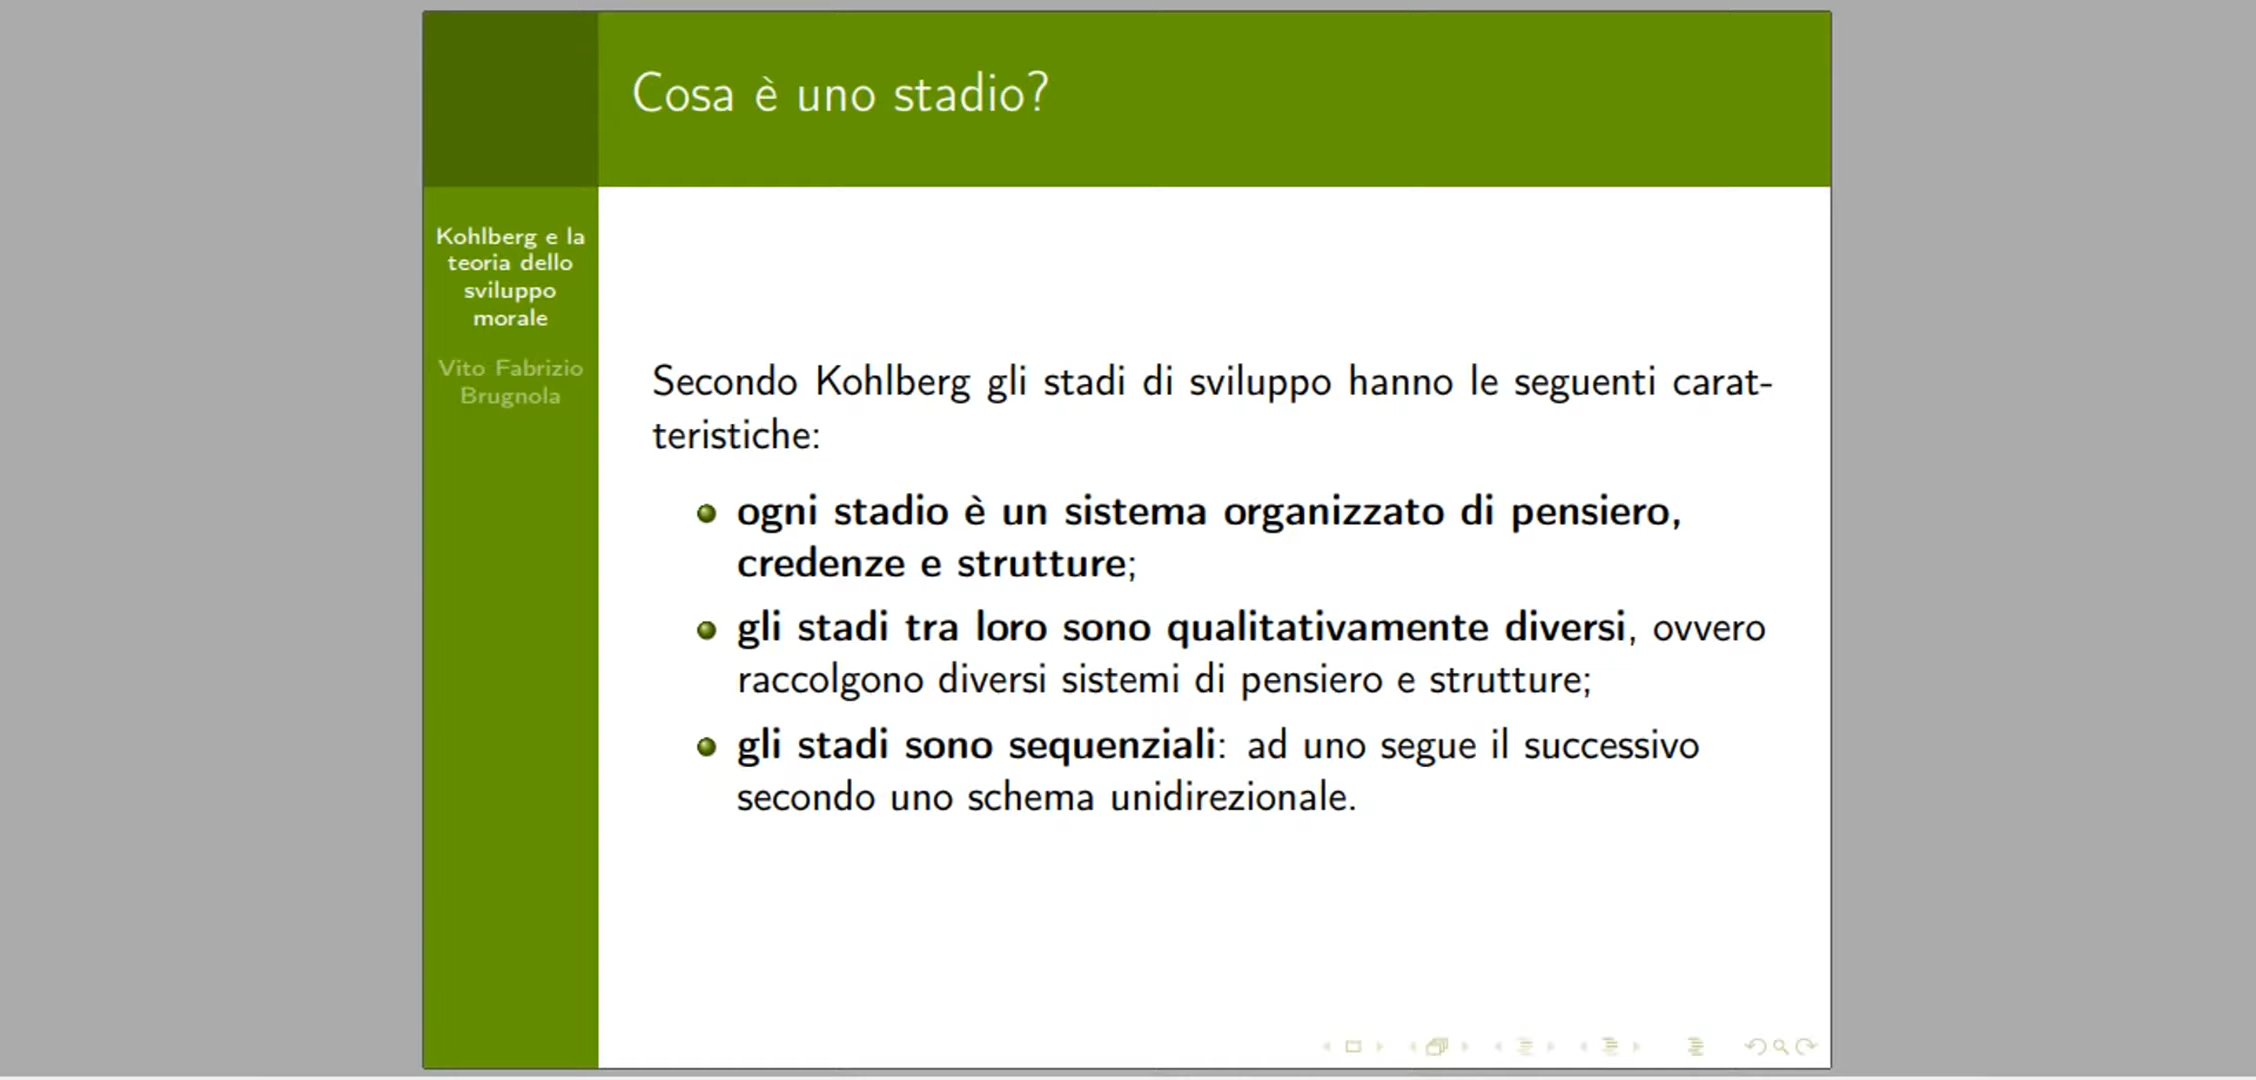 Cosa è uno stadio?
Kohlberg e la
teoria dello
sviluppo
morale
Vito Fabrizio
Brugnola
Secondo Kohlberg gli stadi di sviluppo hanno le seguenti carat-
teristiche:
ogni stadio è un sistema organizzato di pensiero,
credenze e strutture;
gli stadi tra loro sono qualitativamente diversi, ovvero
raccolgono diversi sistemi di pensiero e strutture;
gli stadi sono sequenziali: ad uno segue il successivo
secondo uno schema unidirezionale.